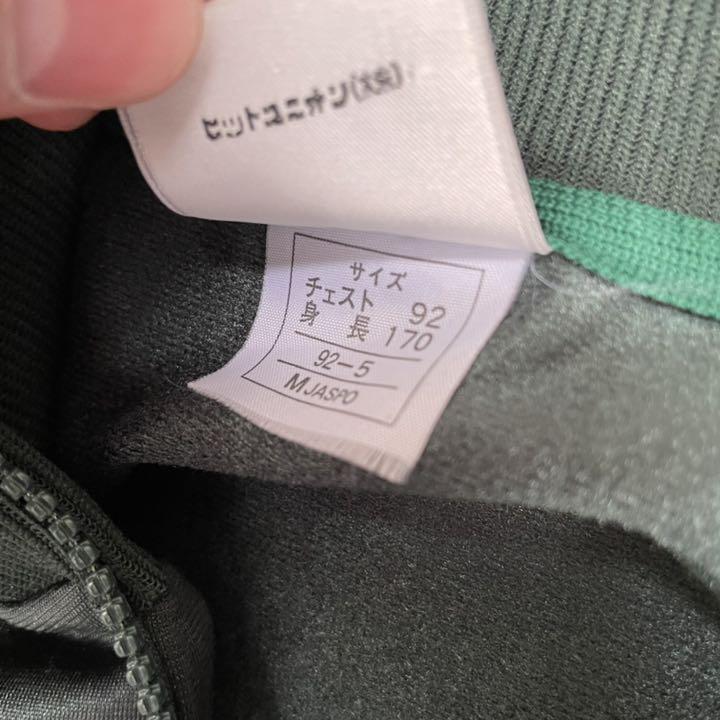 ヒットユニオン(株)
サイズ
チェスト 92
身長 170
92-5
M JASPO